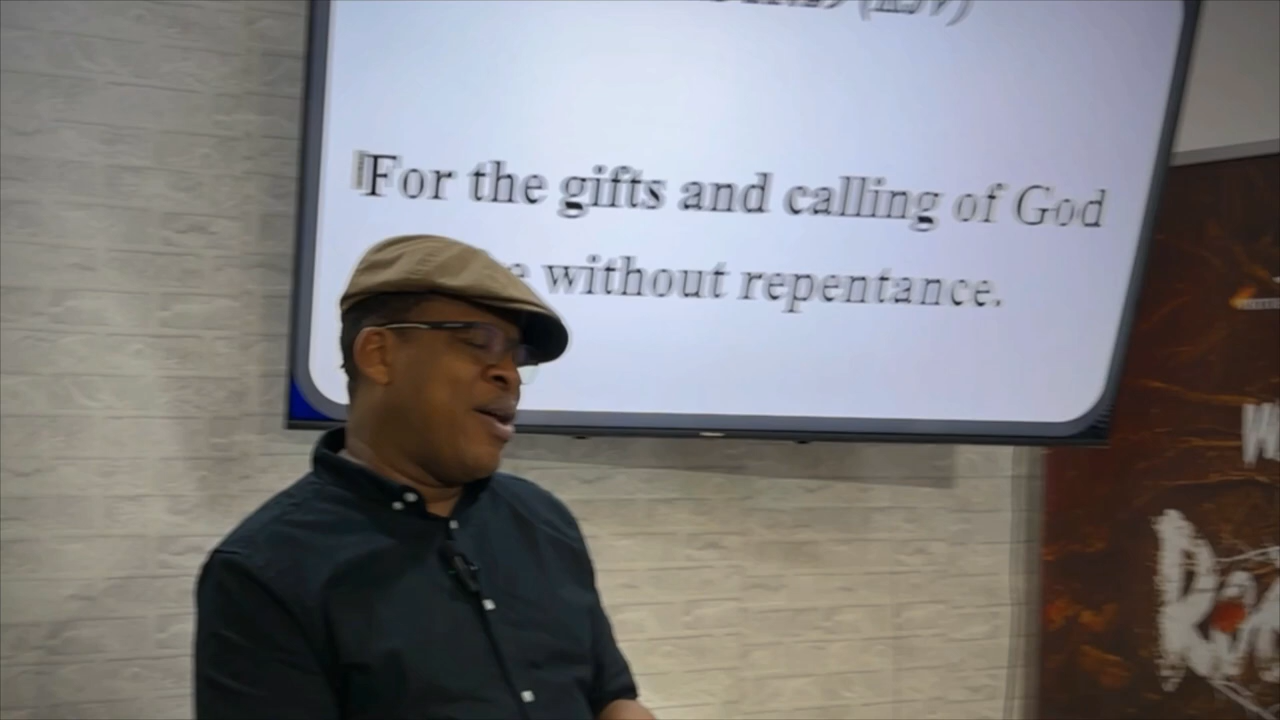 For the gifts and calling of God
without repentance.